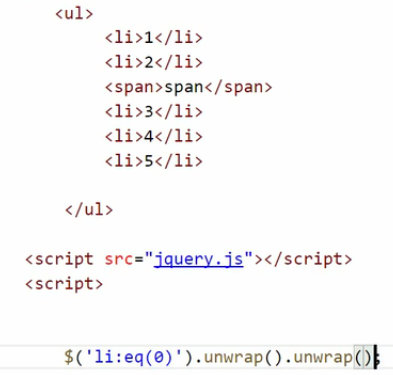 <ul>
<li>1</li>
<li>2</li>
<span>span</span>
<li>3</li>
<li>4</li>
<li>5</li>
</ul>
<script src="jquery.js"></script>
<script>
$('li:eq(0)').unwrap().unwrap();